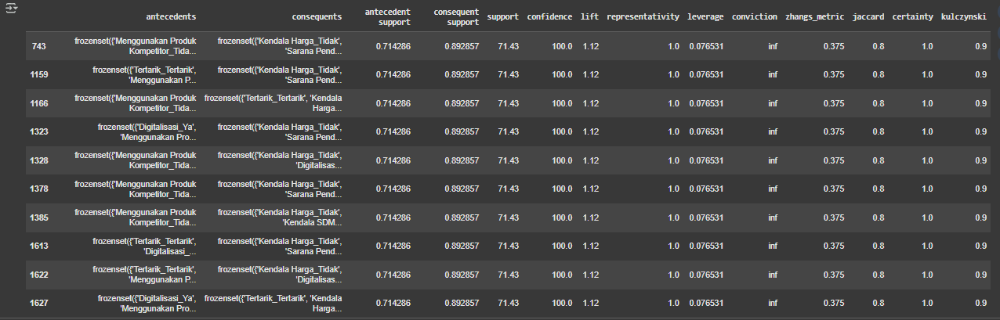 antecedents consequents antecedent support consequent support support confidence lift representativity leverage conviction zhangs_metric jaccard certainty kulczynski
743 frozenset({'Menggunakan Produk Kompetitor_Tida... frozenset({'Kendala Harga_Tidak', 'Sarana Pend... 0.714286 0.892857 71.43 100.0 1.12 1.0 0.076531 inf 0.375 0.8 1.0 0.9
1159 frozenset({'Tertarik_Tertarik', 'Menggunakan P... frozenset({'Kendala Harga_Tidak', 'Sarana Pend... 0.714286 0.892857 71.43 100.0 1.12 1.0 0.076531 inf 0.375 0.8 1.0 0.9
1166 frozenset({'Menggunakan Produk Kompetitor_Tida... frozenset({'Tertarik_Tertarik', 'Kendala Harga... 0.714286 0.892857 71.43 100.0 1.12 1.0 0.076531 inf 0.375 0.8 1.0 0.9
1323 frozenset({'Digitalisasi_Ya', 'Menggunakan Pro... frozenset({'Kendala Harga_Tidak', 'Sarana Pend... 0.714286 0.892857 71.43 100.0 1.12 1.0 0.076531 inf 0.375 0.8 1.0 0.9
1328 frozenset({'Menggunakan Produk Kompetitor_Tida... frozenset({'Kendala Harga_Tidak', 'Digitalisas... 0.714286 0.892857 71.43 100.0 1.12 1.0 0.076531 inf 0.375 0.8 1.0 0.9
1378 frozenset({'Menggunakan Produk Kompetitor_Tida... frozenset({'Kendala Harga_Tidak', 'Sarana Pend... 0.714286 0.892857 71.43 100.0 1.12 1.0 0.076531 inf 0.375 0.8 1.0 0.9
1385 frozenset({'Menggunakan Produk Kompetitor_Tida... frozenset({'Kendala Harga_Tidak', 'Kendala SDM... 0.714286 0.892857 71.43 100.0 1.12 1.0 0.076531 inf 0.375 0.8 1.0 0.9
1613 frozenset({'Tertarik_Tertarik', 'Digitalisasi_... frozenset({'Kendala Harga_Tidak', 'Sarana Pend... 0.714286 0.892857 71.43 100.0 1.12 1.0 0.076531 inf 0.375 0.8 1.0 0.9
1622 frozenset({'Tertarik_Tertarik', 'Menggunakan P... frozenset({'Kendala Harga_Tidak', 'Digitalisas... 0.714286 0.892857 71.43 100.0 1.12 1.0 0.076531 inf 0.375 0.8 1.0 0.9
1627 frozenset({'Digitalisasi_Ya', 'Menggunakan Pro... frozenset({'Tertarik_Tertarik', 'Kendala Harga... 0.714286 0.892857 71.43 100.0 1.12 1.0 0.076531 inf 0.375 0.8 1.0 0.9